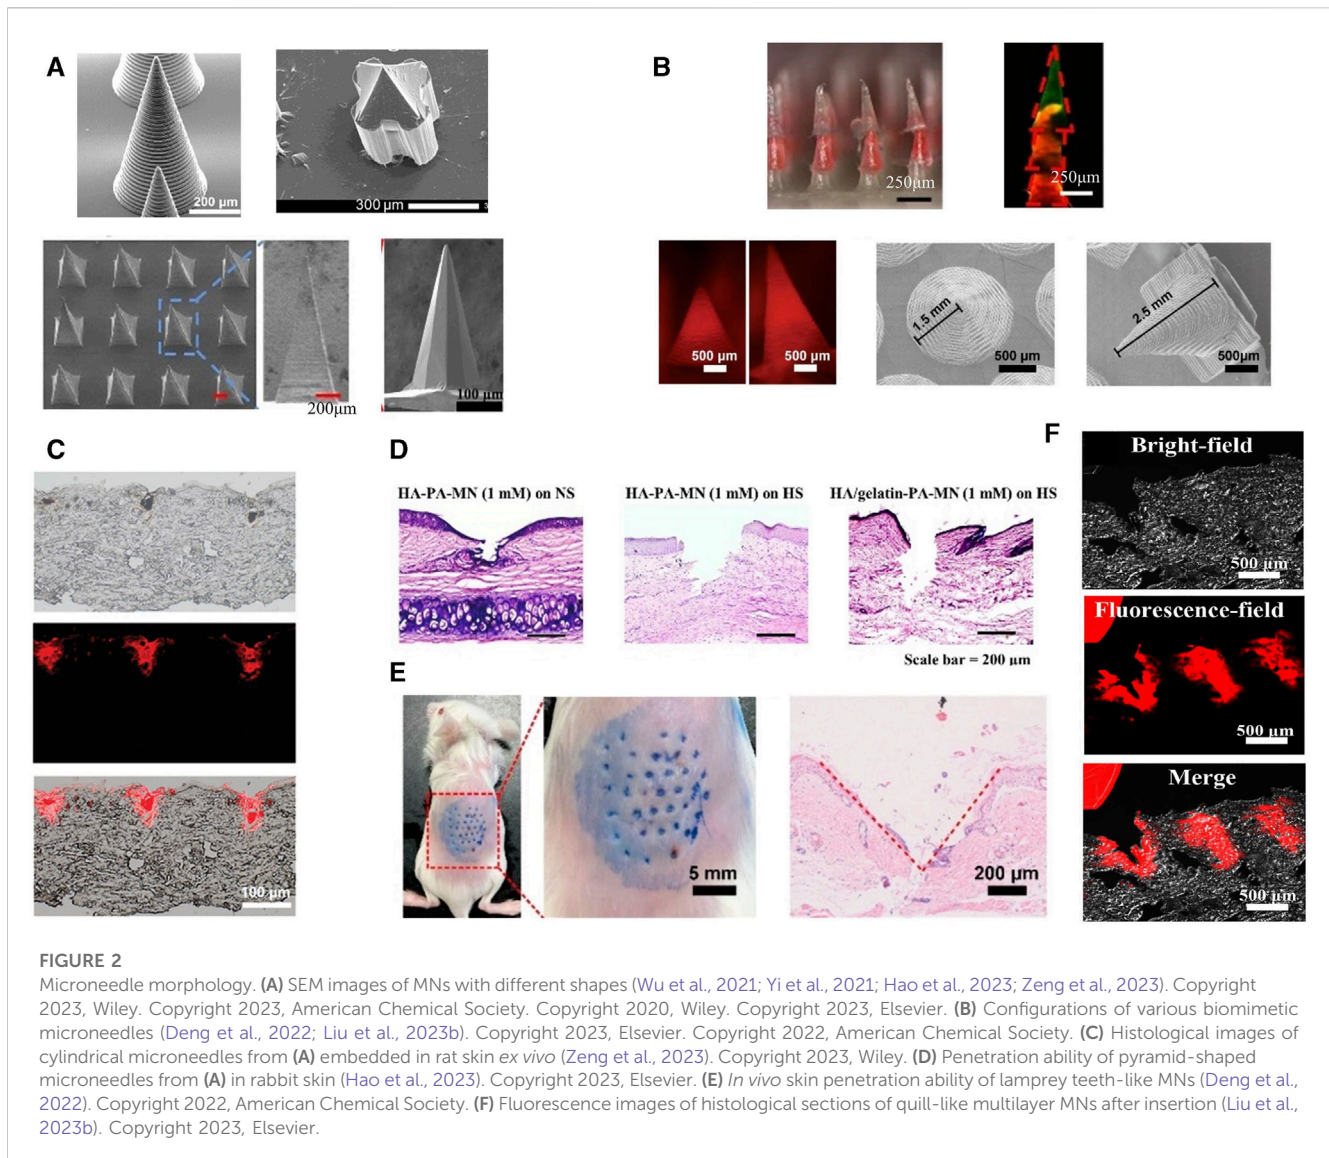 A
200 µm
300 µm
200µm
100 µm
B
250µm
250µm
500 µm
500 µm
1.5 mm
500 µm
2.5 mm
500µm
C
100 µm
D
HA-PA-MN (1 mM) on NS
HA-PA-MN (1 mM) on HS
HA/gelatin-PA-MN (1 mM) on HS
Scale bar = 200 µm
E
5 mm
200 µm
F
Bright-field
500 µm
Fluorescence-field
500 µm
Merge
500 µm
FIGURE 2
Microneedle morphology. (A) SEM images of MNs with different shapes (Wu et al., 2021; Yi et al., 2021; Hao et al., 2023; Zeng et al., 2023). Copyright
2023, Wiley. Copyright 2023, American Chemical Society. Copyright 2020, Wiley. Copyright 2023, Elsevier. (B) Configurations of various biomimetic
microneedles (Deng et al., 2022; Liu et al., 2023b). Copyright 2023, Elsevier. Copyright 2022, American Chemical Society. (C) Histological images of
cylindrical microneedles from (A) embedded in rat skin ex vivo (Zeng et al., 2023). Copyright 2023, Wiley. (D) Penetration ability of pyramid-shaped
microneedles from (A) in rabbit skin (Hao et al., 2023). Copyright 2023, Elsevier. (E) In vivo skin penetration ability of lamprey teeth-like MNs (Deng et al.,
2022). Copyright 2022, American Chemical Society. (F) Fluorescence images of histological sections of quill-like multilayer MNs after insertion (Liu et al.,
2023b). Copyright 2023, Elsevier.